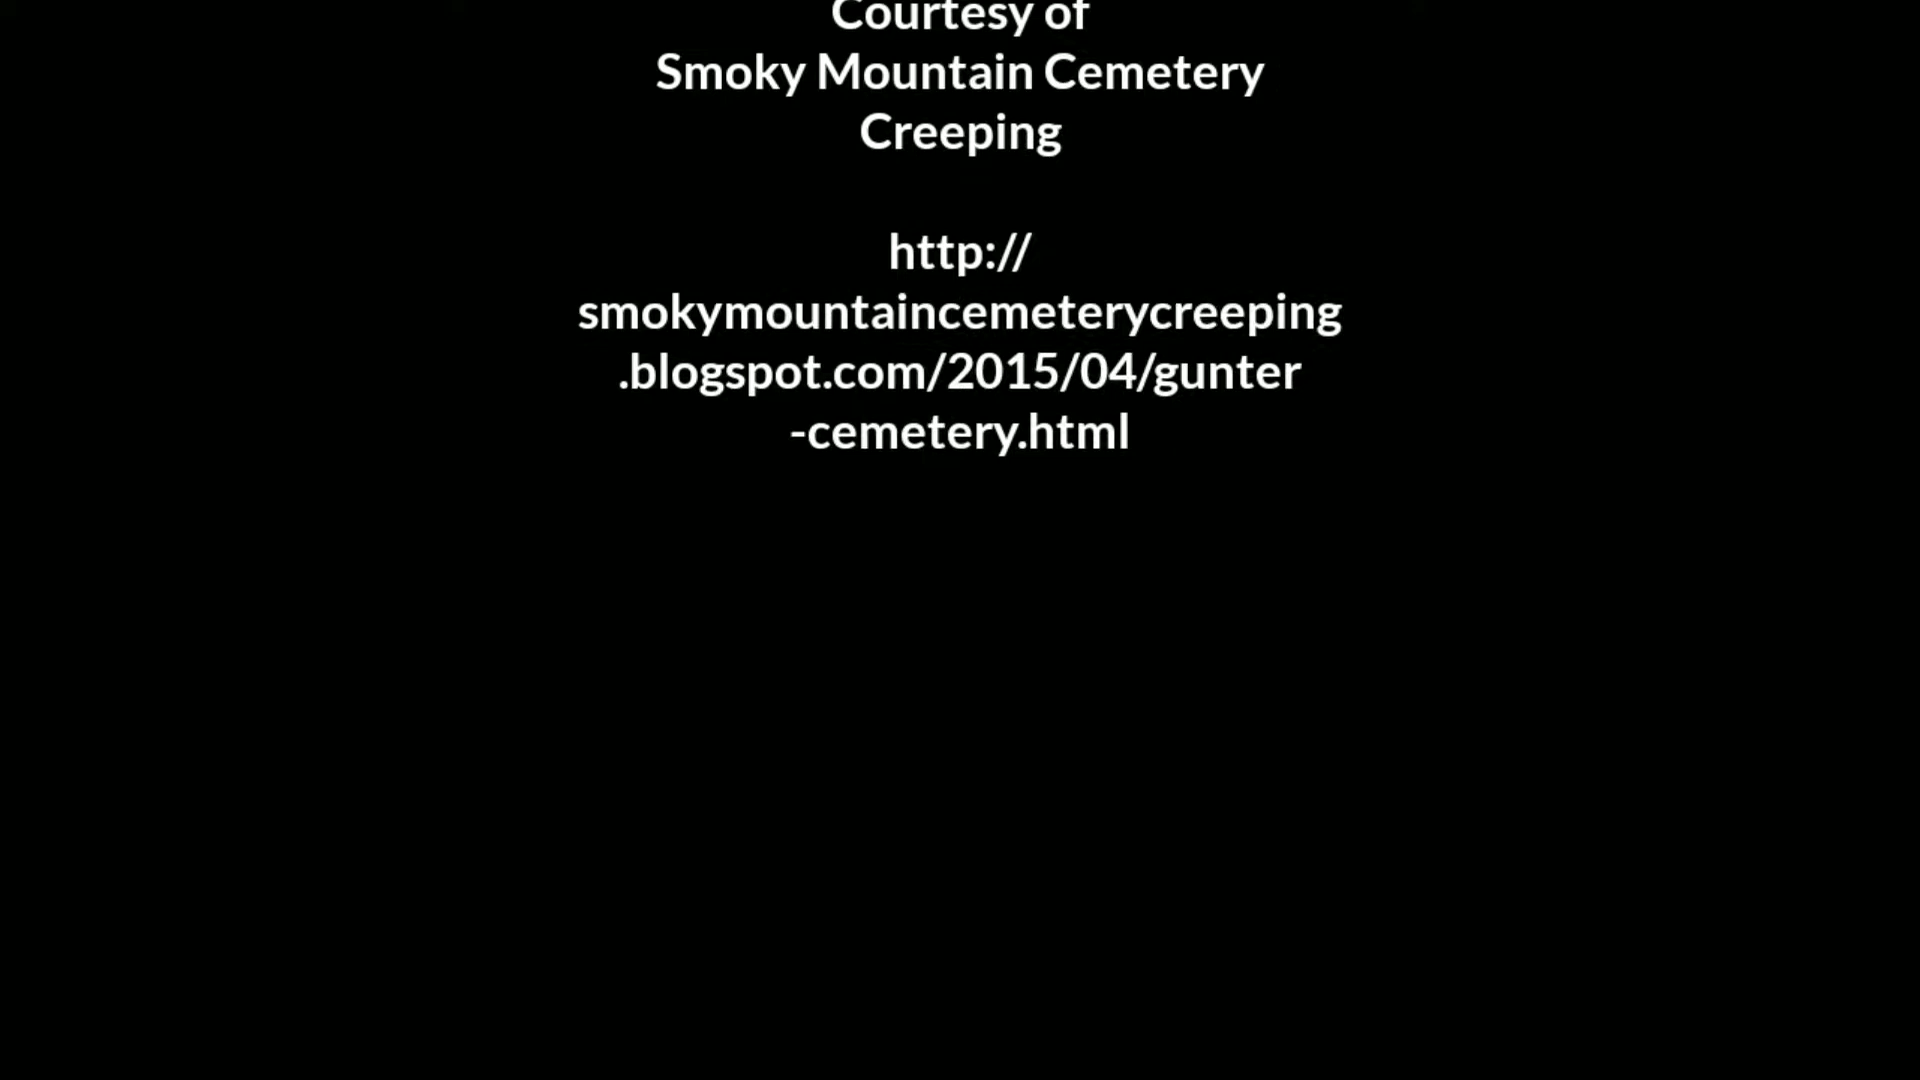 Courtesy of
Smoky Mountain Cemetery
Creeping
http://
smokymountaincemeterycreeping
.blogspot.com/2015/04/gunter
-cemetery.html